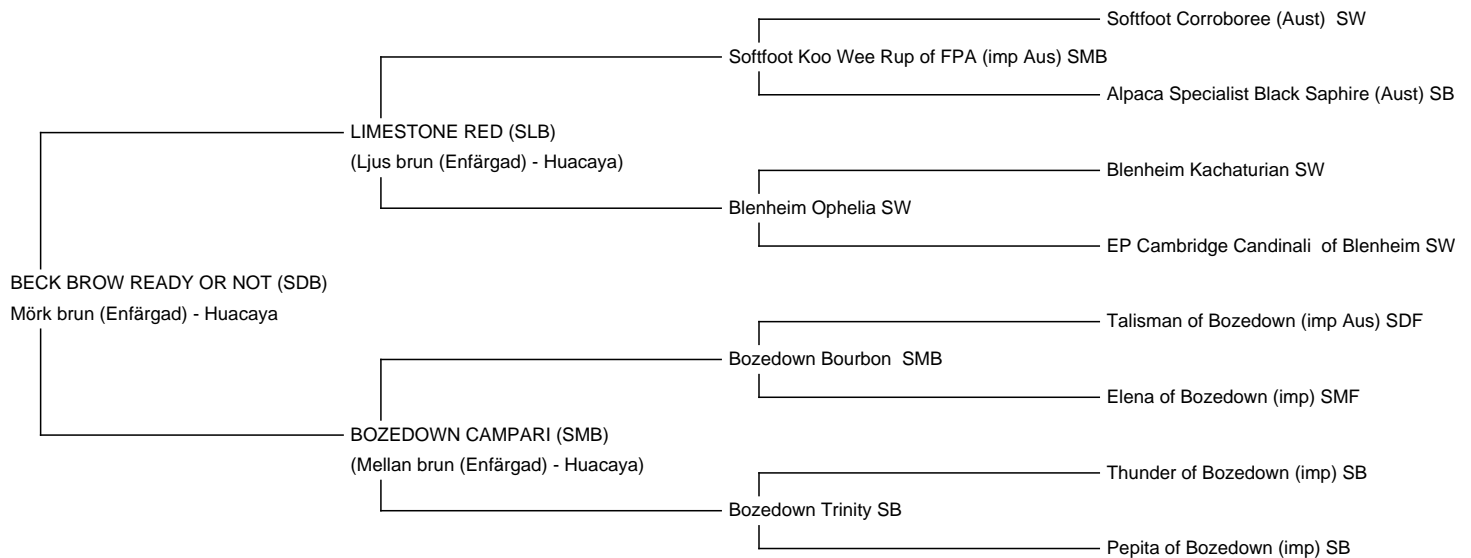 Softfoot Corroboree (Aust)  SW
Softfoot Koo Wee Rup of FPA (imp Aus) SMB
Alpaca Specialist Black Saphire (Aust) SB
LIMESTONE RED (SLB)
(Ljus brun (Enfärgad) - Huacaya)
Blenheim Kachaturian SW
Blenheim Ophelia SW
EP Cambridge Candinali  of Blenheim SW
BECK BROW READY OR NOT (SDB)
Mörk brun (Enfärgad) - Huacaya
Talisman of Bozedown (imp Aus) SDF
Bozedown Bourbon  SMB
Elena of Bozedown (imp) SMF
BOZEDOWN CAMPARI (SMB)
(Mellan brun (Enfärgad) - Huacaya)
Thunder of Bozedown (imp) SB
Bozedown Trinity SB
Pepita of Bozedown (imp) SB